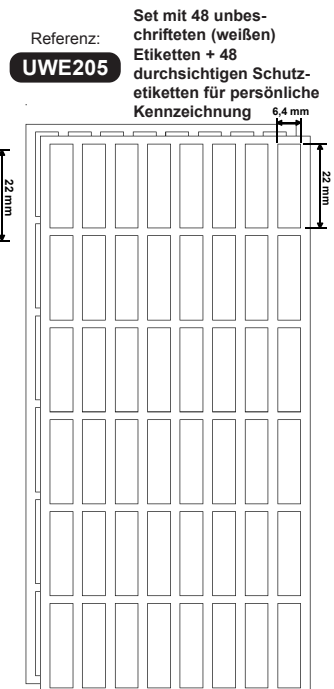 Referenz:
UWE205
Set mit 48 unbes-
chrifteten (weißen)
Etiketten + 48
durchsichtigen Schutz-
etiketten für persönliche
Kennzeichnung
6,4 mm
22 mm
22 mm